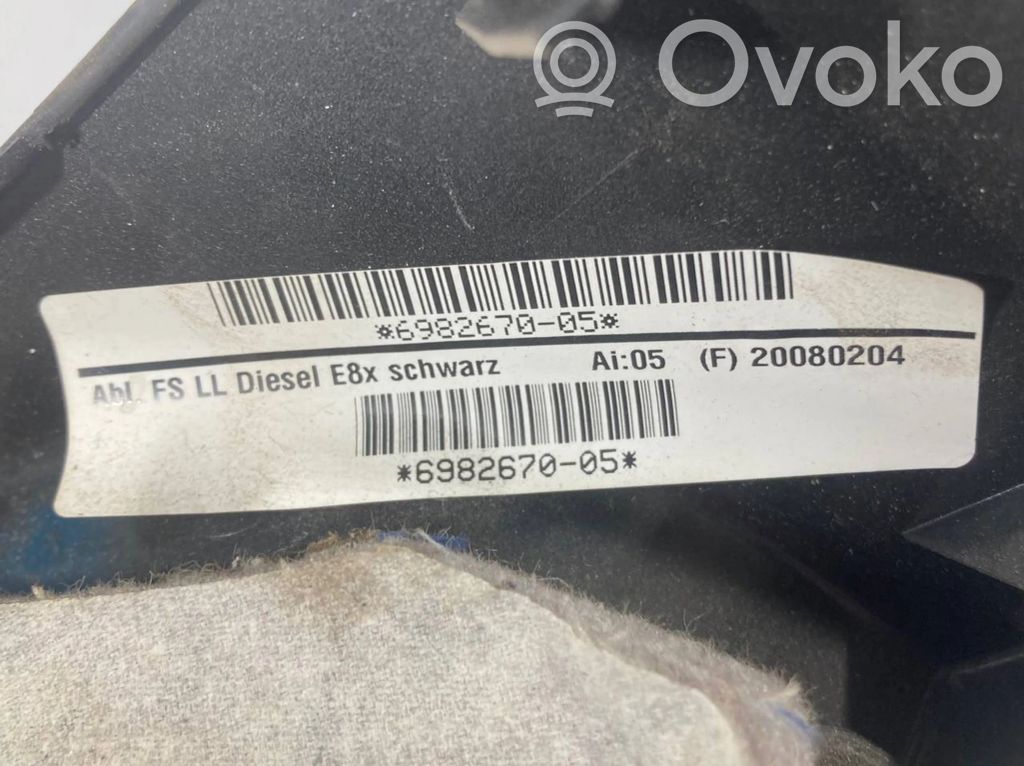 Ovoko
*6982670-05*
Abl. FS LL Diesel E8x schwarz Ai:05 (F) 20080204
*6982670-05*